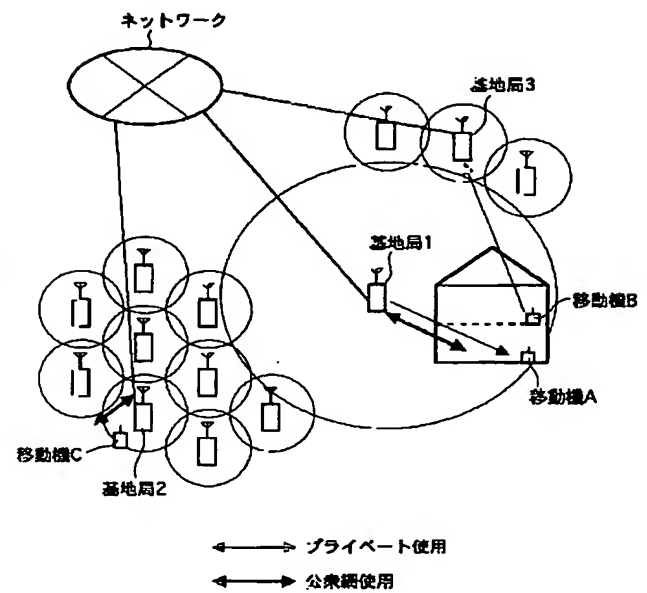 ネットワーク
基地局3
基地局1
移動機B
移動機A
移動機C
基地局2
プライベート使用
公衆網使用